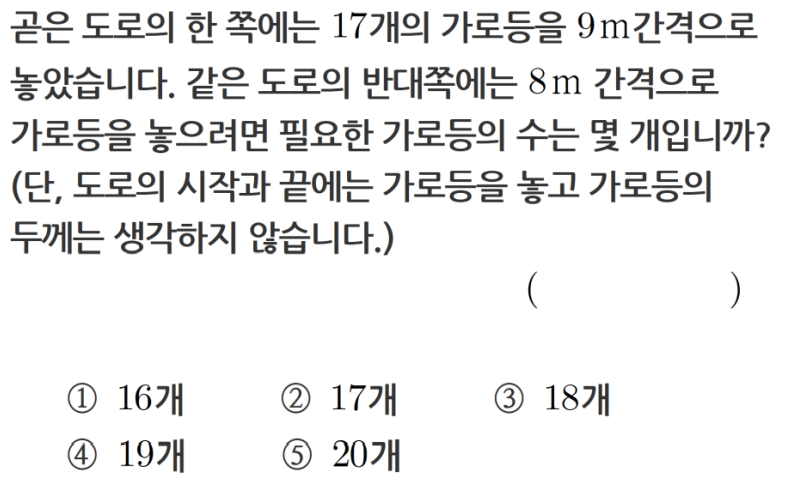 곧은 도로의 한 쪽에는 17개의 가로등을 9m간격으로
놓았습니다. 같은 도로의 반대쪽에는 8m 간격으로
가로등을 놓으려면 필요한 가로등의 수는 몇 개입니까?
(단, 도로의 시작과 끝에는 가로등을 놓고 가로등의
두께는 생각하지 않습니다.)
( )
① 16개 ② 17개 ③ 18개
④ 19개 ⑤ 20개